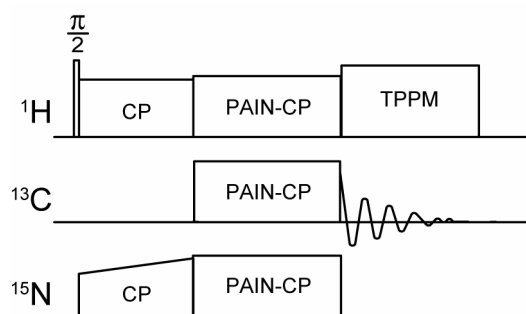 π
2
¹H CP PAIN-CP TPPM
¹³C PAIN-CP
¹⁵N CP PAIN-CP